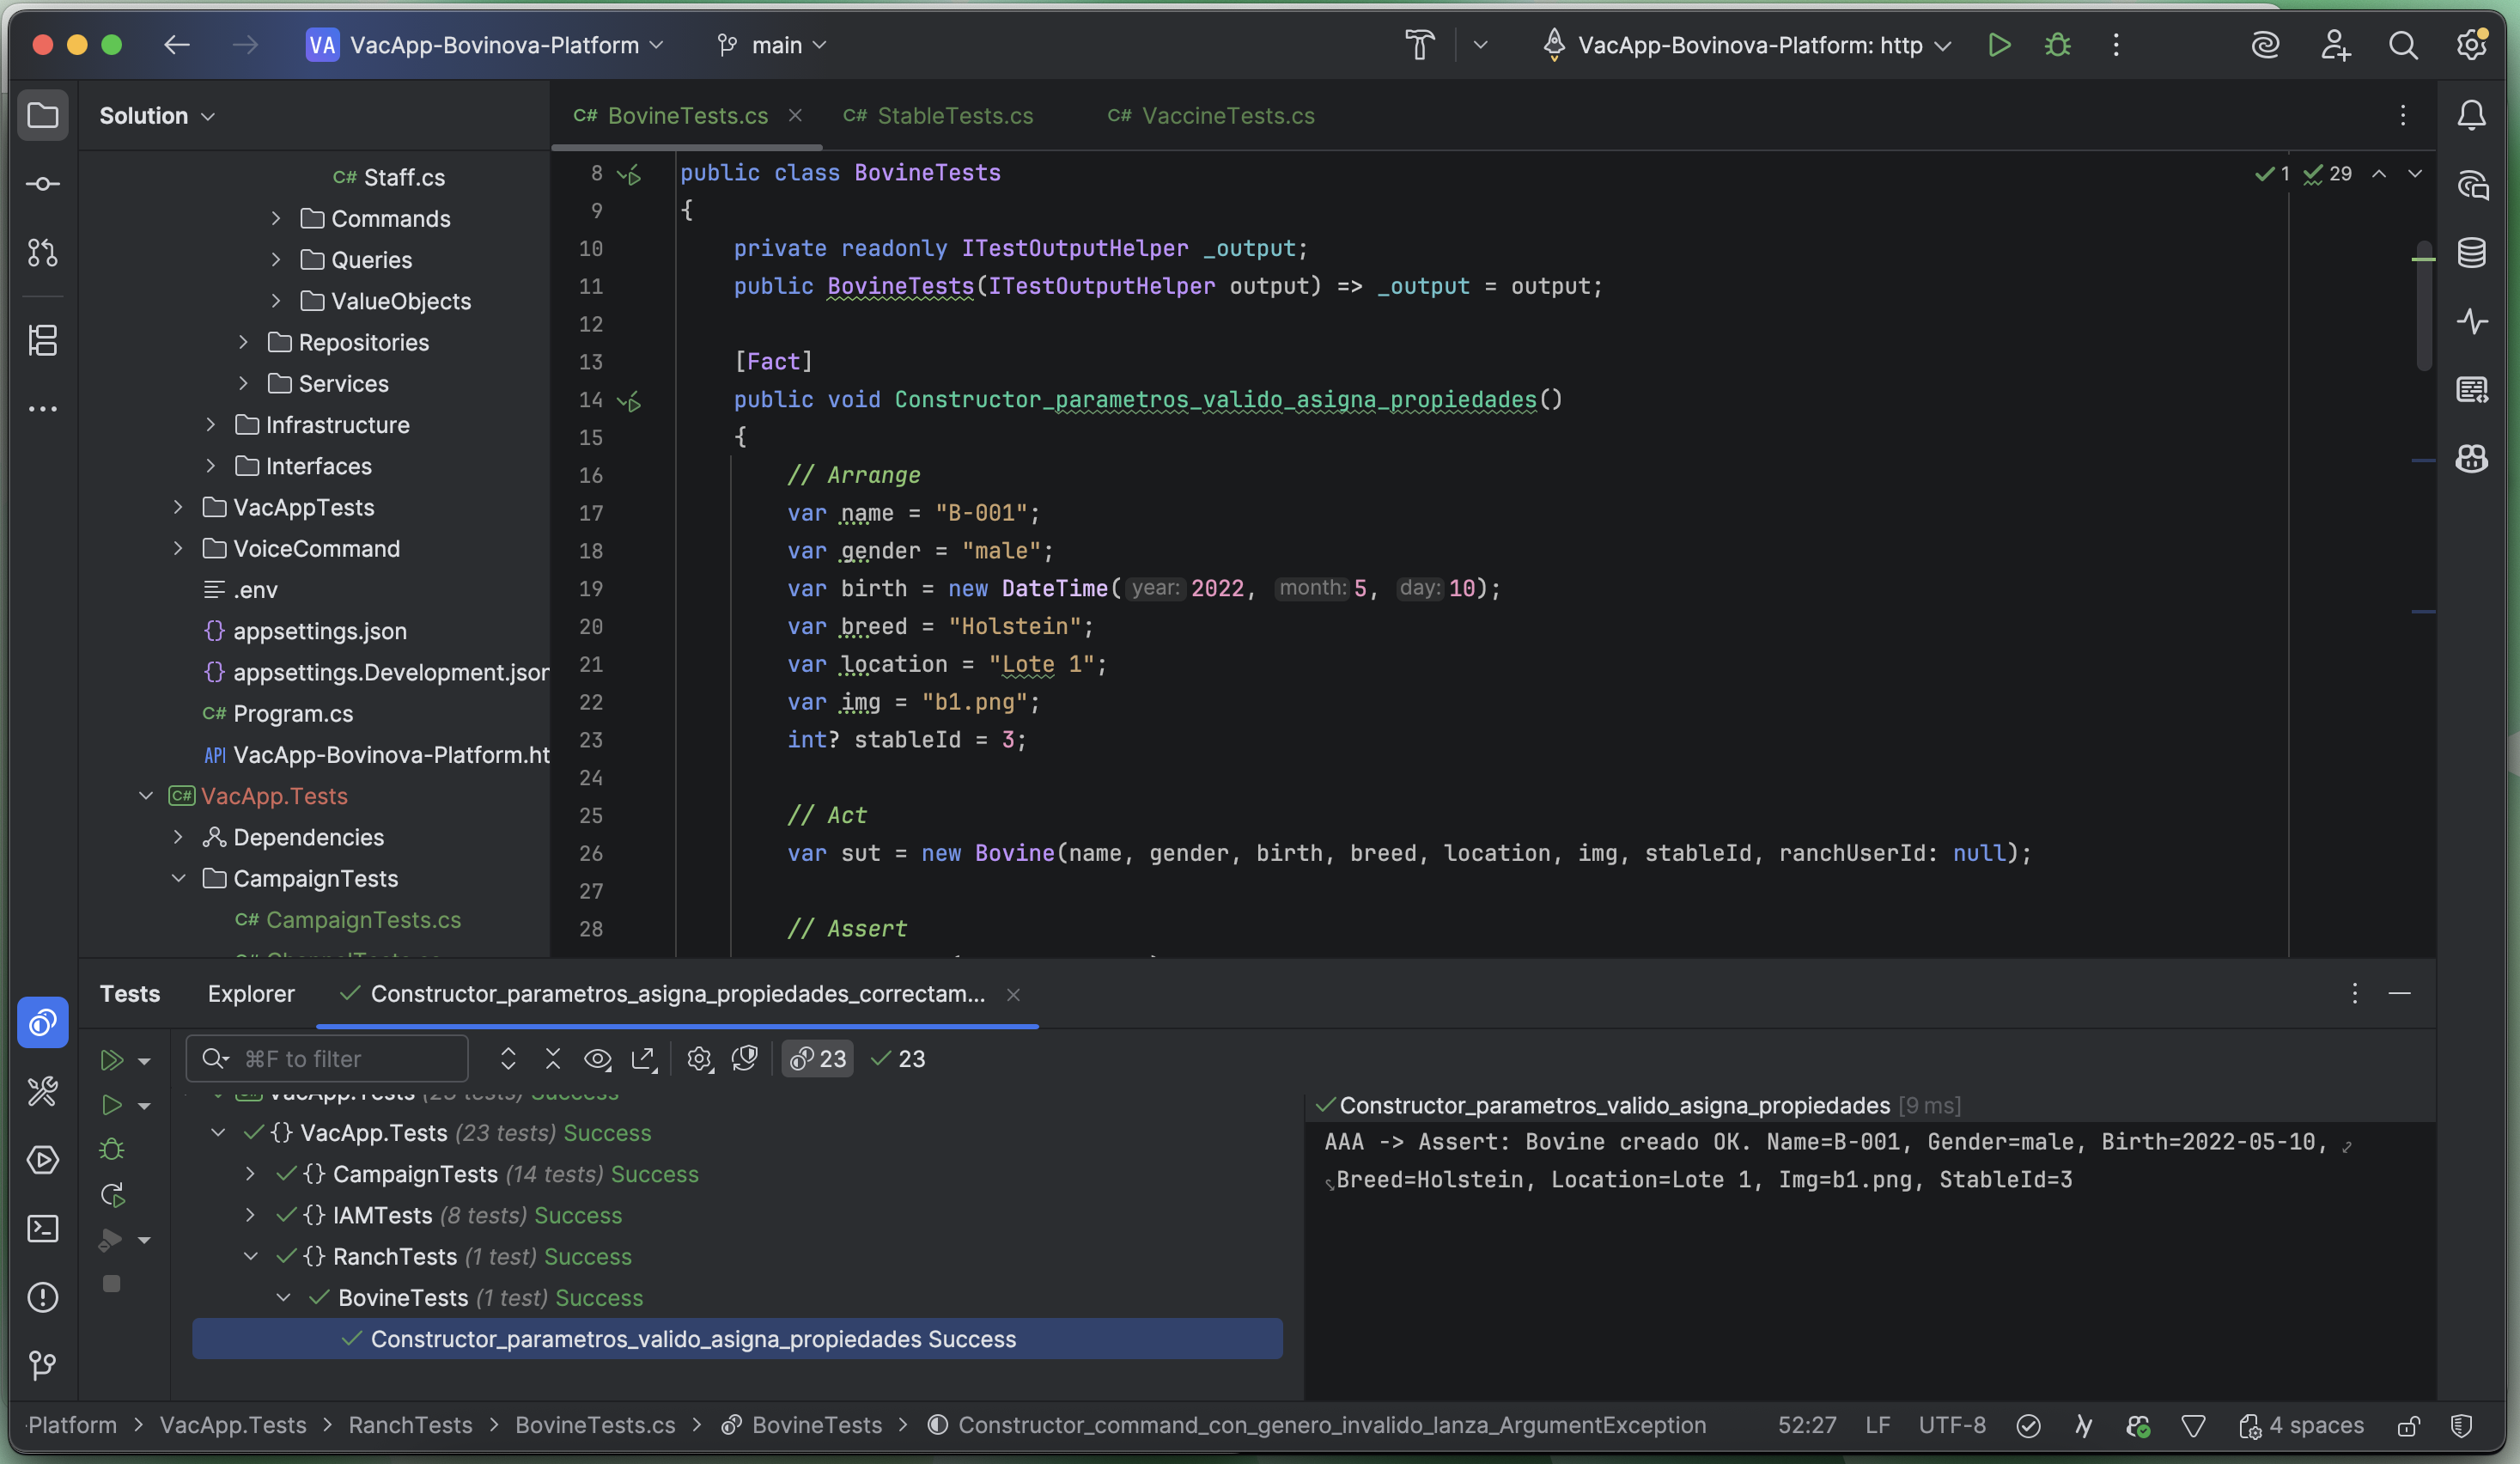 VA VacApp-Bovinova-Platform main VacApp-Bovinova-Platform: http
Solution
C# Staff.cs
Commands
Queries
ValueObjects
Repositories
Services
Infrastructure
Interfaces
VacAppTests
VoiceCommand
.env
{} appsettings.json
{} appsettings.Development.json
C# Program.cs
API VacApp-Bovinova-Platform.ht
C# VacApp.Tests
Dependencies
CampaignTests
C# CampaignTests.cs
C# BovineTests.cs C# StableTests.cs C# VaccineTests.cs
1 29
8 public class BovineTests
9 {
10 private readonly ITestOutputHelper _output;
11 public BovineTests(ITestOutputHelper output) => _output = output;
12
13 [Fact]
14 public void Constructor_parametros_valido_asigna_propiedades()
15 {
16 // Arrange
17 var name = "B-001";
18 var gender = "male";
19 var birth = new DateTime( year: 2022, month: 5, day: 10);
20 var breed = "Holstein";
21 var location = "Lote 1";
22 var img = "b1.png";
23 int? stableId = 3;
24
25 // Act
26 var sut = new Bovine(name, gender, birth, breed, location, img, stableId, ranchUserId: null);
27
28 // Assert
Tests Explorer Constructor_parametros_asigna_propiedades_correctam...
⌘F to filter 23 23
VacApp.Tests (23 tests) Success
{} VacApp.Tests (23 tests) Success
{} CampaignTests (14 tests) Success
{} IAMTests (8 tests) Success
{} RanchTests (1 test) Success
BovineTests (1 test) Success
Constructor_parametros_valido_asigna_propiedades Success
Constructor_parametros_valido_asigna_propiedades [9 ms]
AAA -> Assert: Bovine creado OK. Name=B-001, Gender=male, Birth=2022-05-10,
Breed=Holstein, Location=Lote 1, Img=b1.png, StableId=3
-Platform > VacApp.Tests > RanchTests > BovineTests.cs > BovineTests > Constructor_command_con_genero_invalido_lanza_ArgumentException 52:27 LF UTF-8 4 spaces